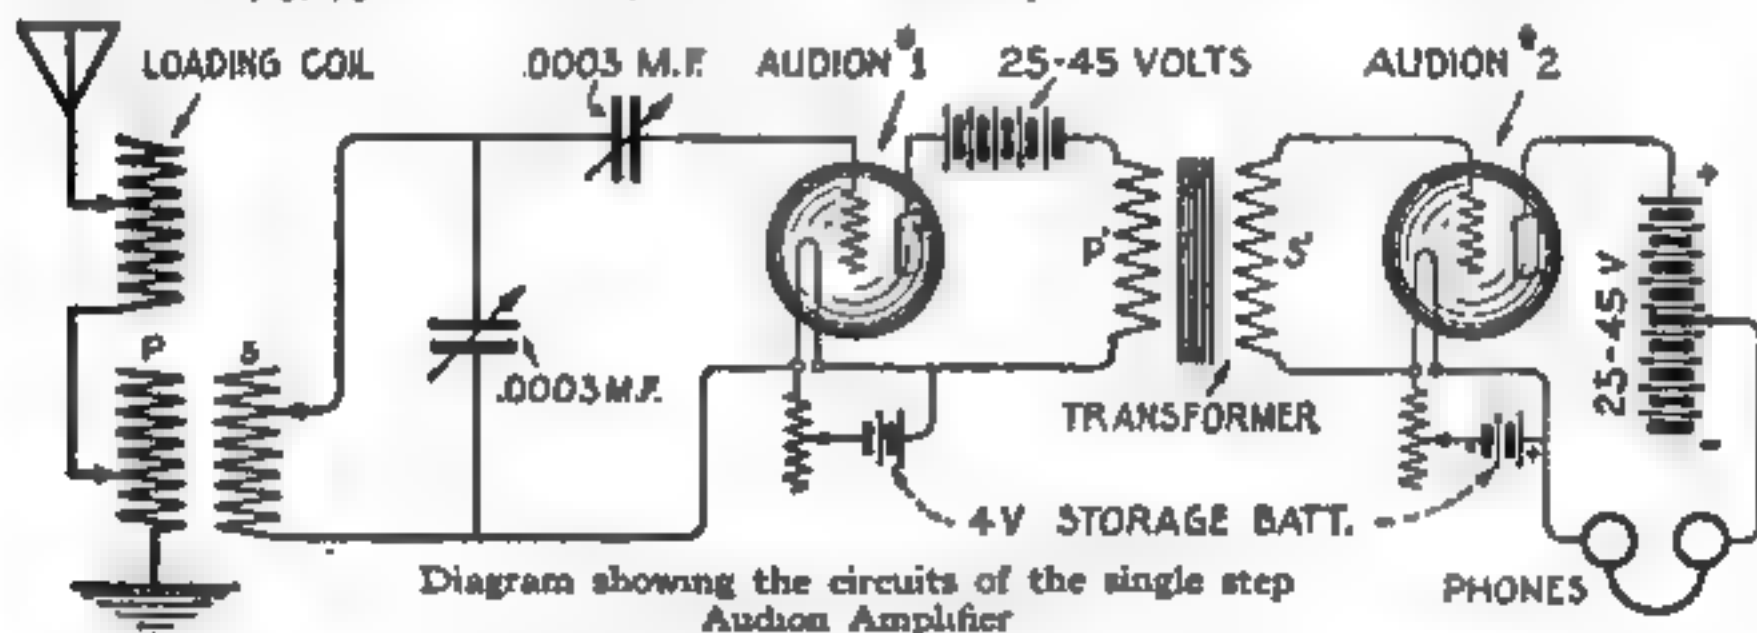 LOADING COIL
.0003 M.F.
AUDION #1
25-45 VOLTS
AUDION #2
P
S
.0003 M.F.
P'
S'
+
25-45 V
-
TRANSFORMER
+
4V STORAGE BATT.
PHONES
Diagram showing the circuits of the single step
Audion Amplifier